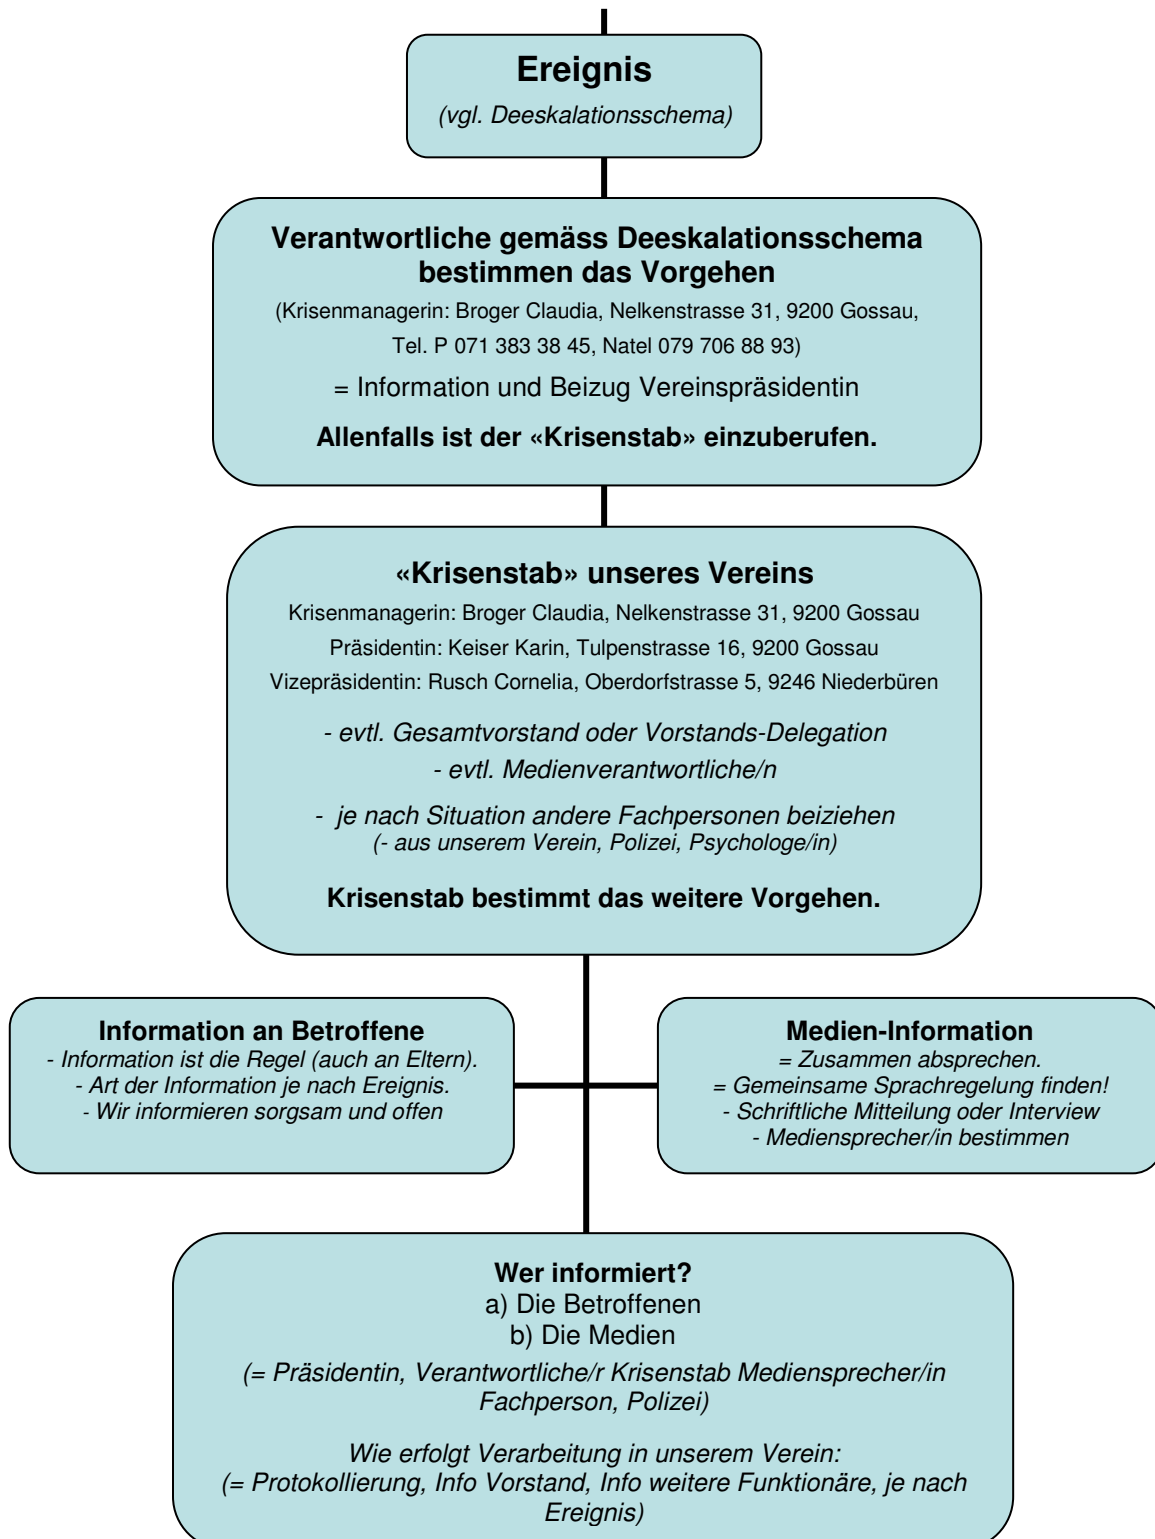 Ereignis
(vgl. Deeskalationsschema)
Verantwortliche gemäss Deeskalationsschema
bestimmen das Vorgehen
(Krisenmanagerin: Broger Claudia, Nelkenstrasse 31, 9200 Gossau,
Tel. P 071 383 38 45, Natel 079 706 88 93)
= Information und Beizug Vereinspräsidentin
Allenfalls ist der «Krisenstab» einzuberufen.
«Krisenstab» unseres Vereins
Krisenmanagerin: Broger Claudia, Nelkenstrasse 31, 9200 Gossau
Präsidentin: Keiser Karin, Tulpenstrasse 16, 9200 Gossau
Vizepräsidentin: Rusch Cornelia, Oberdorfstrasse 5, 9246 Niederbüren
- evtl. Gesamtvorstand oder Vorstands-Delegation
- evtl. Medienverantwortliche/n
- je nach Situation andere Fachpersonen beiziehen
(- aus unserem Verein, Polizei, Psychologe/in)
Krisenstab bestimmt das weitere Vorgehen.
Information an Betroffene
- Information ist die Regel (auch an Eltern).
- Art der Information je nach Ereignis.
- Wir informieren sorgsam und offen
Medien-Information
= Zusammen absprechen.
= Gemeinsame Sprachregelung finden!
- Schriftliche Mitteilung oder Interview
- Mediensprecher/in bestimmen
Wer informiert?
a) Die Betroffenen
b) Die Medien
(= Präsidentin, Verantwortliche/r Krisenstab Mediensprecher/in
Fachperson, Polizei)
Wie erfolgt Verarbeitung in unserem Verein:
(= Protokollierung, Info Vorstand, Info weitere Funktionäre, je nach
Ereignis)